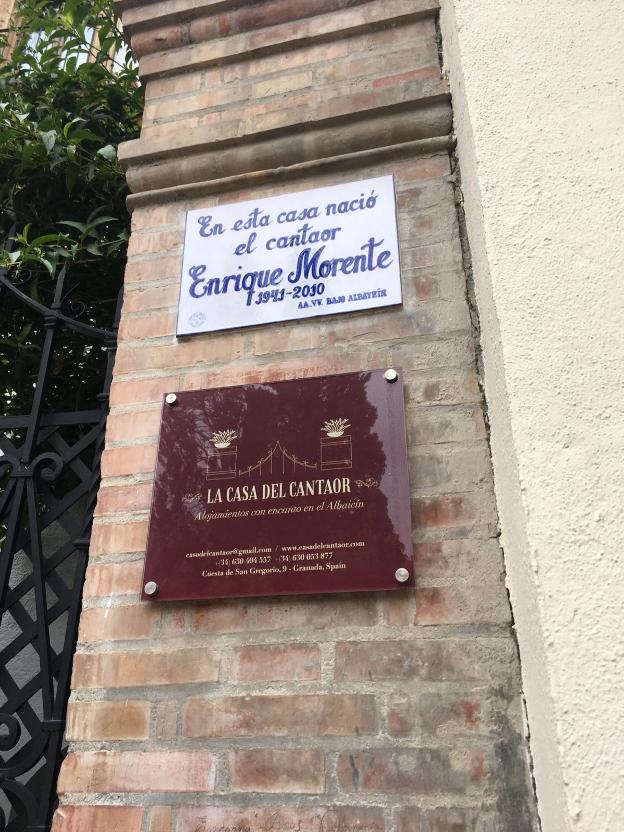 En esta casa nació
el cantaor
Enrique Morente
1941-2010
AA.VV. BAJO ALBAYZÍN
LA CASA DEL CANTAOR
Alojamientos con encanto en el Albaicín
casadelcantaor@gmail.com / www.casadelcantaor.com
+(34) 630 404 557 +(34) 630 053 877
Cuesta de San Gregorio, 9 - Granada, Spain